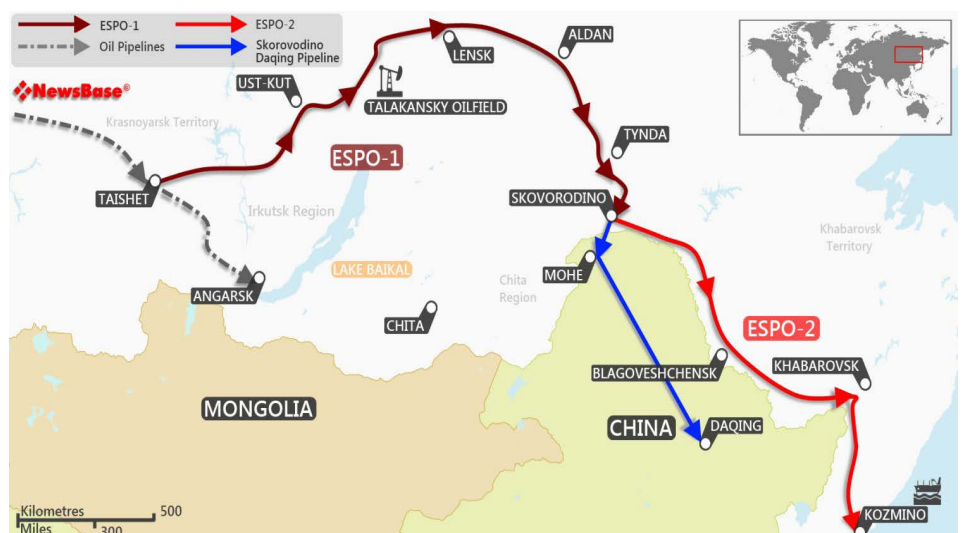 ESPO-1
ESPO-2
Oil Pipelines
Skorovodino
Daqing Pipeline
NewsBase®
Krasnoyarsk Territory
UST-KUT
TALAKANSKY OILFIELD
LENSK
ALDAN
TYNDA
ESPO-1
TAISHET
Irkutsk Region
SKOVORODINO
Khabarovsk
Territory
LAKE BAIKAL
ANGARSK
CHITA
Chita
Region
MOHE
ESPO-2
BLAGOVESHCHENSK
KHABAROVSK
MONGOLIA
CHINA
DAQING
KOZMINO
Kilometres 500
Miles 300